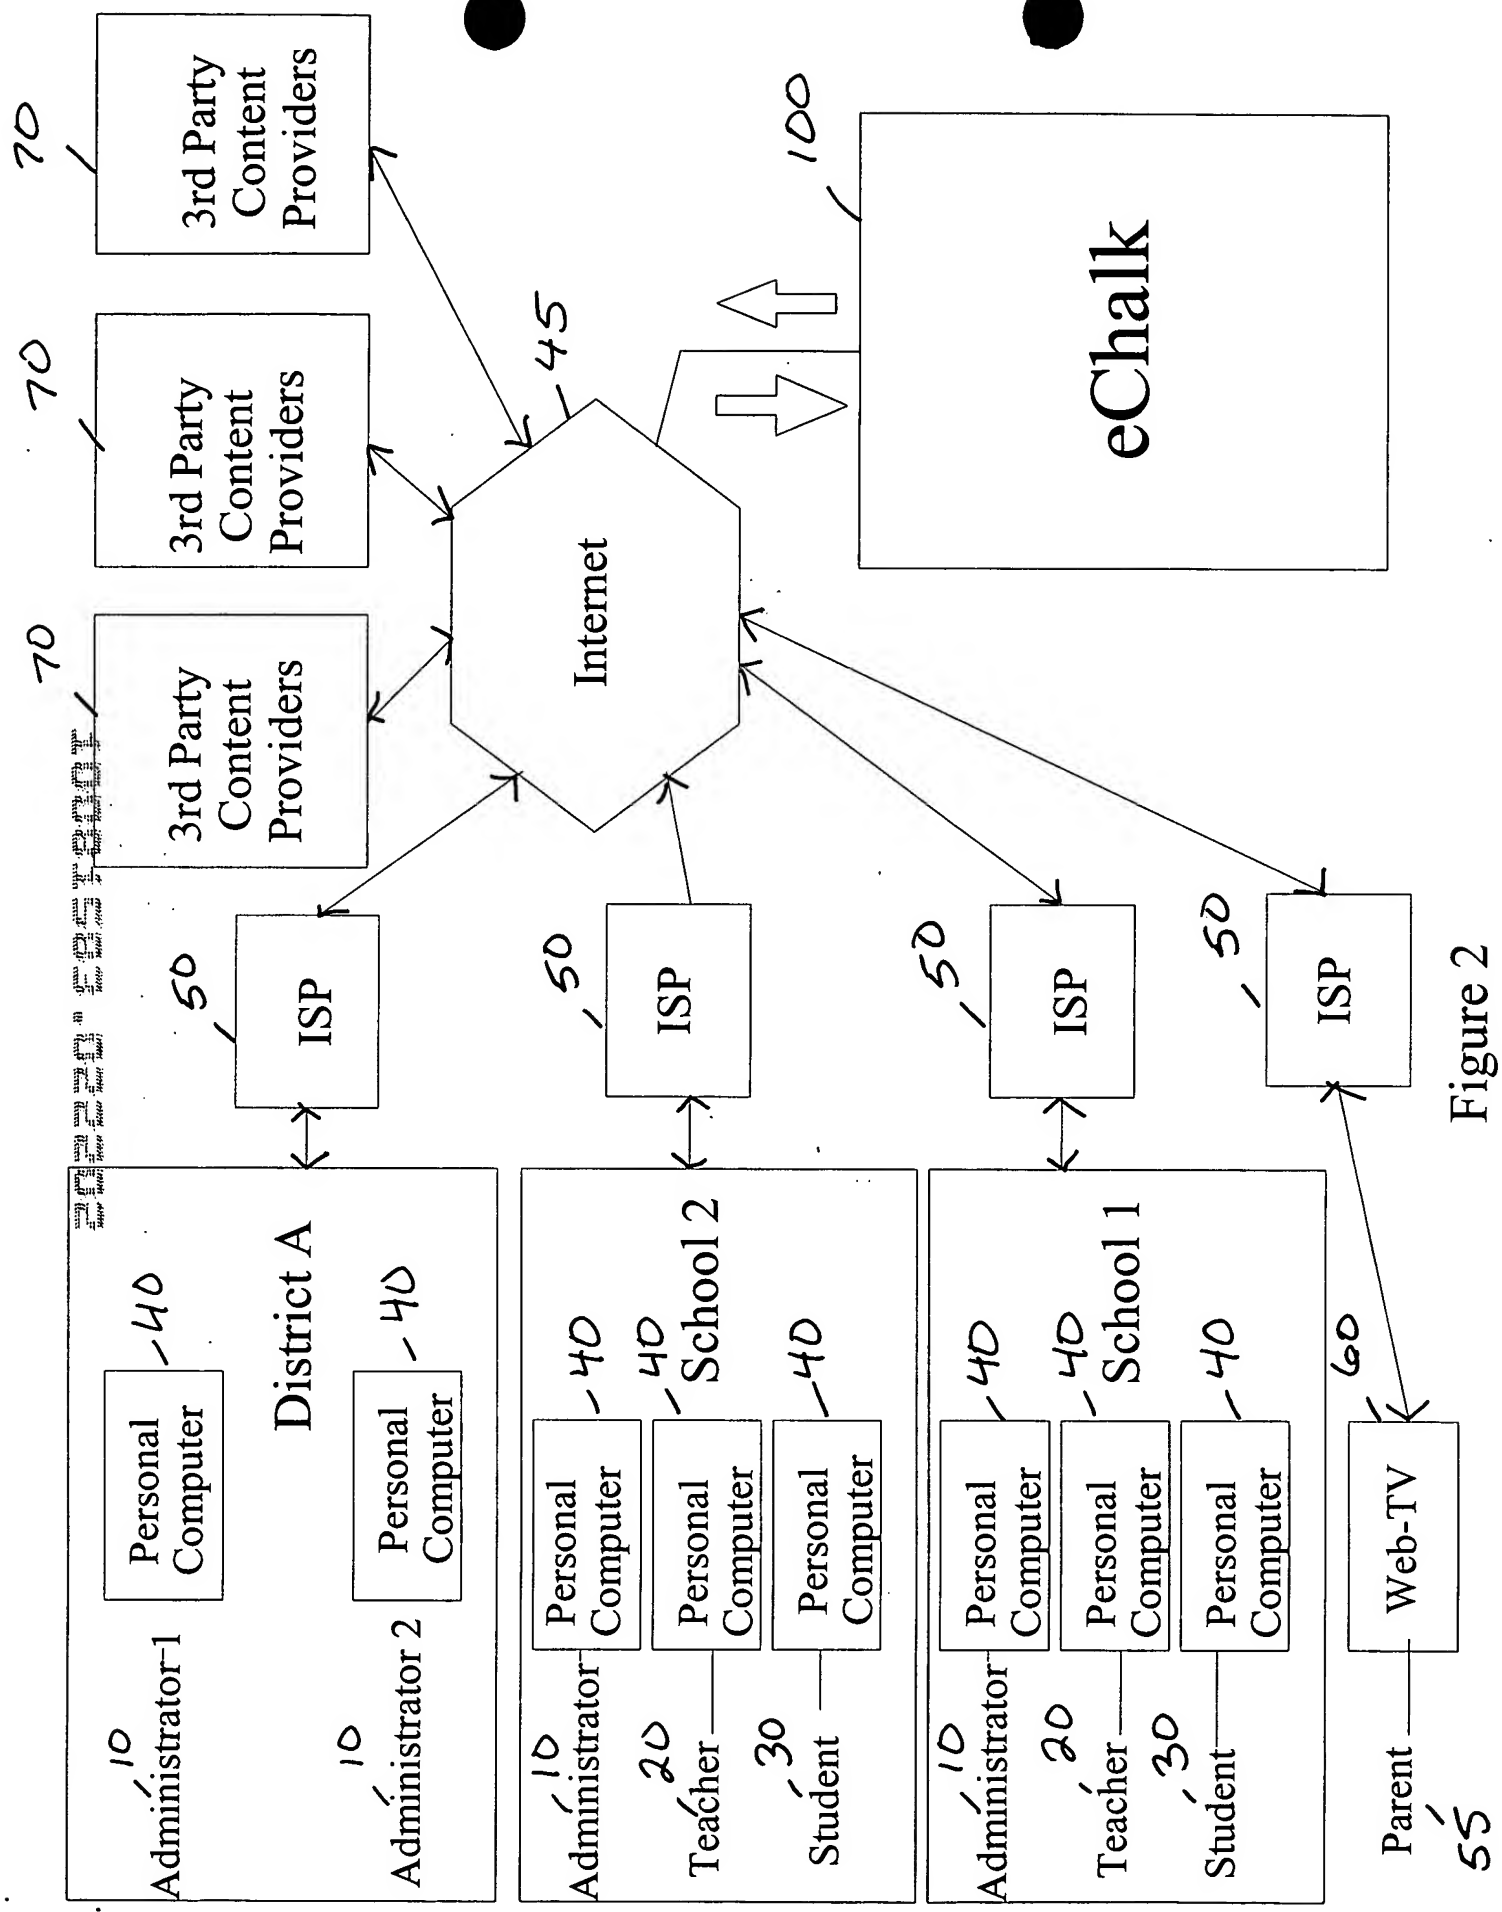 District A
10
Administrator 1
Personal
Computer
40
10
Administrator 2
Personal
Computer
40
50
ISP
School 2
10
Administrator
Personal
Computer
40
20
Teacher
Personal
Computer
40
30
Student
Personal
Computer
40
50
ISP
School 1
10
Administrator
Personal
Computer
40
20
Teacher
Personal
Computer
40
30
Student
Personal
Computer
40
50
ISP
Parent
55
Web-TV
60
50
ISP
70
3rd Party
Content
Providers
70
3rd Party
Content
Providers
70
3rd Party
Content
Providers
Internet
45
100
eChalk
Figure 2